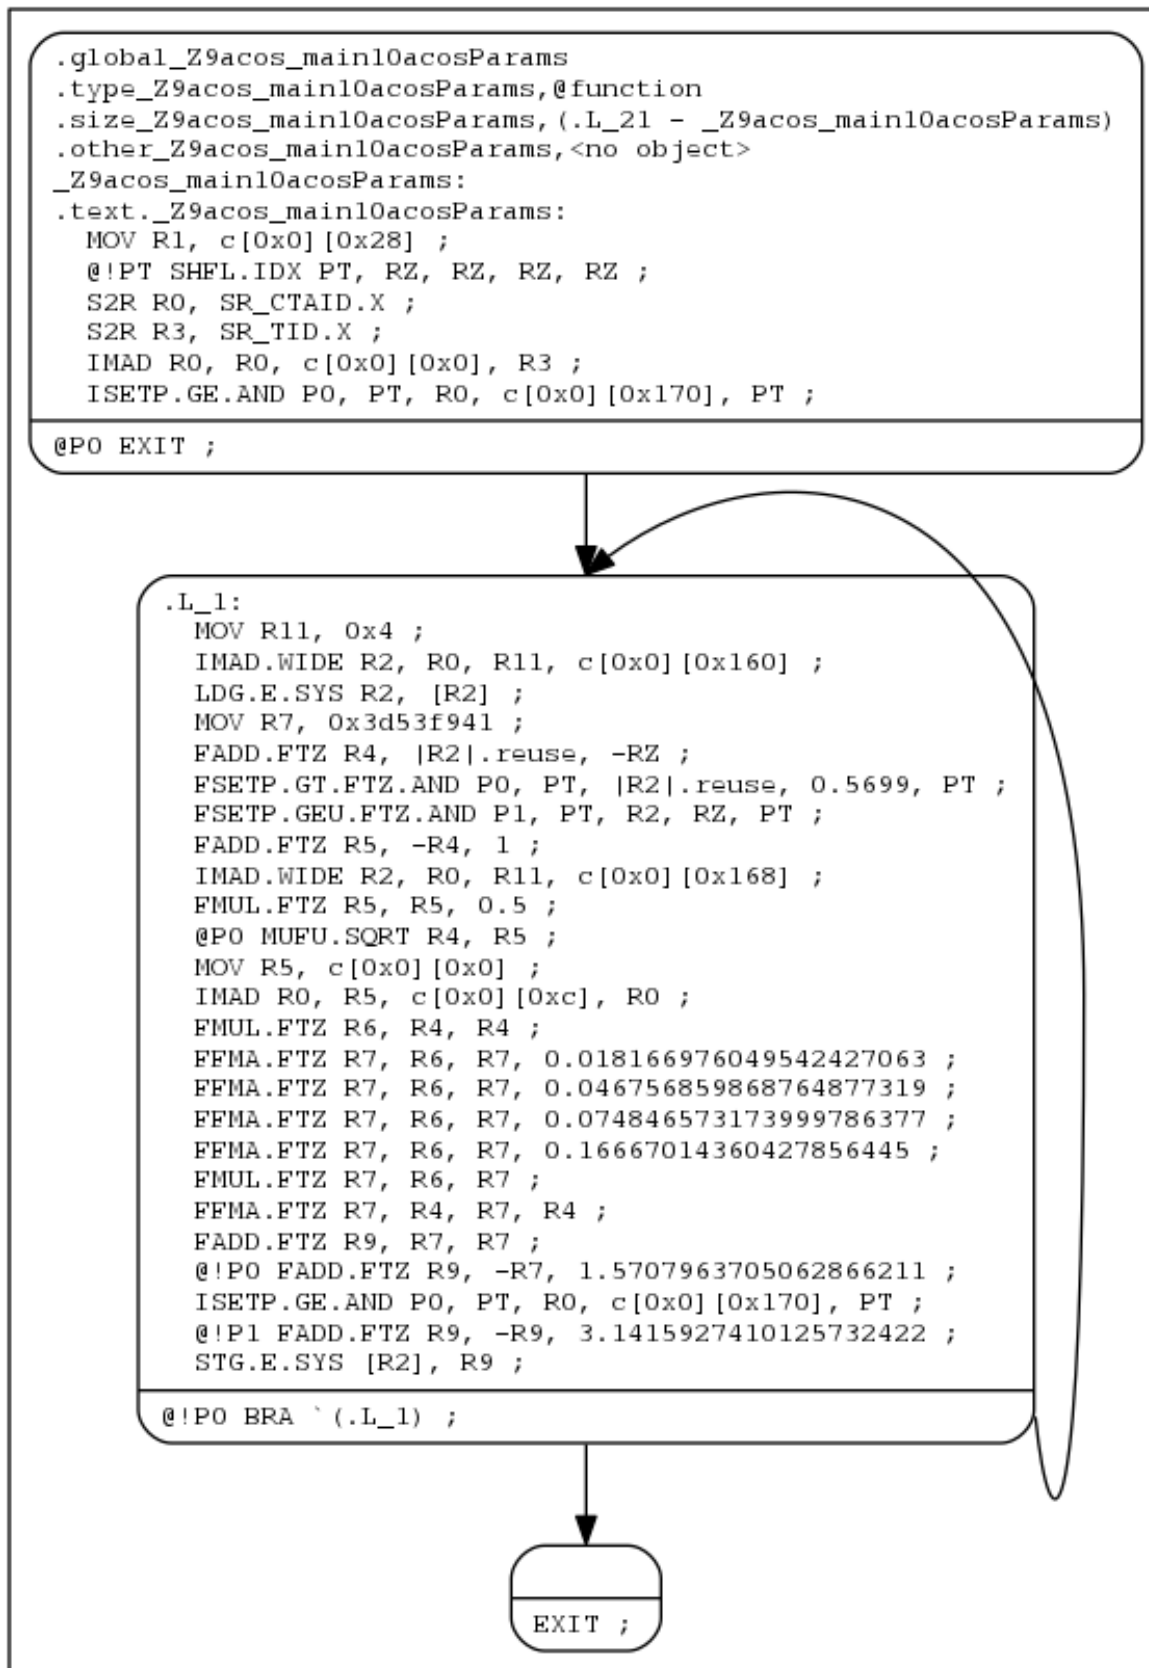 .global_Z9acos_main10acosParams
.type_Z9acos_main10acosParams,@function
.size_Z9acos_main10acosParams,(.L_21 - _Z9acos_main10acosParams)
.other_Z9acos_main10acosParams,<no object>
_Z9acos_main10acosParams:
.text._Z9acos_main10acosParams:
MOV R1, c[0x0][0x28] ;
@!PT SHFL.IDX PT, RZ, RZ, RZ, RZ ;
S2R R0, SR_CTAID.X ;
S2R R3, SR_TID.X ;
IMAD R0, R0, c[0x0][0x0], R3 ;
ISETP.GE.AND P0, PT, R0, c[0x0][0x170], PT ;
@P0 EXIT ;
.L_1:
MOV R11, 0x4 ;
IMAD.WIDE R2, R0, R11, c[0x0][0x160] ;
LDG.E.SYS R2, [R2] ;
MOV R7, 0x3d53f941 ;
FADD.FTZ R4, |R2|.reuse, -RZ ;
FSETP.GT.FTZ.AND P0, PT, |R2|.reuse, 0.5699, PT ;
FSETP.GEU.FTZ.AND P1, PT, R2, RZ, PT ;
FADD.FTZ R5, -R4, 1 ;
IMAD.WIDE R2, R0, R11, c[0x0][0x168] ;
FMUL.FTZ R5, R5, 0.5 ;
@P0 MUFU.SQRT R4, R5 ;
MOV R5, c[0x0][0x0] ;
IMAD R0, R5, c[0x0][0xc], R0 ;
FMUL.FTZ R6, R4, R4 ;
FFMA.FTZ R7, R6, R7, 0.018166976049542427063 ;
FFMA.FTZ R7, R6, R7, 0.046756859868764877319 ;
FFMA.FTZ R7, R6, R7, 0.074846573173999786377 ;
FFMA.FTZ R7, R6, R7, 0.16667014360427856445 ;
FMUL.FTZ R7, R6, R7 ;
FFMA.FTZ R7, R4, R7, R4 ;
FADD.FTZ R9, R7, R7 ;
@!P0 FADD.FTZ R9, -R7, 1.5707963705062866211 ;
ISETP.GE.AND P0, PT, R0, c[0x0][0x170], PT ;
@!P1 FADD.FTZ R9, -R9, 3.1415927410125732422 ;
STG.E.SYS [R2], R9 ;
@!P0 BRA `(.L_1) ;
EXIT ;